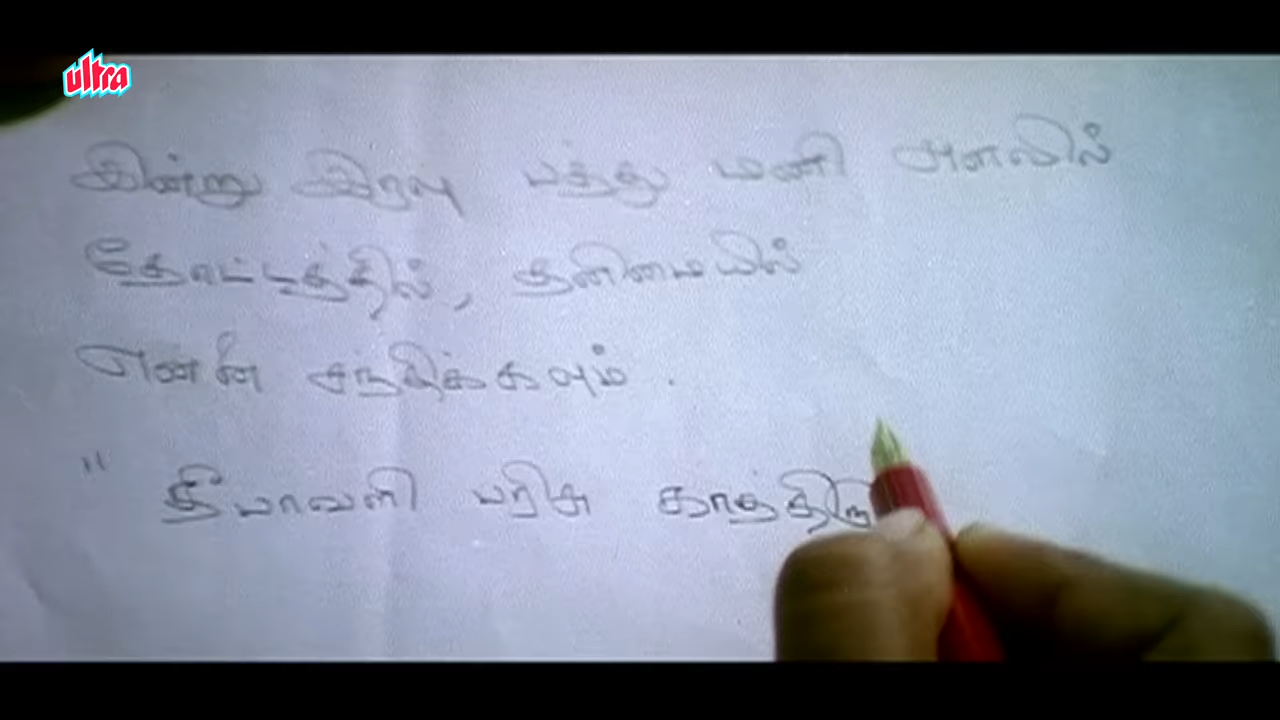 ultra
இன்று இரவு பத்து மணி அளவில்
தோட்டத்தில், தனிமையில்
என்னை சந்திக்கவும்.
" தீபாவளி பரிசு காத்திரு